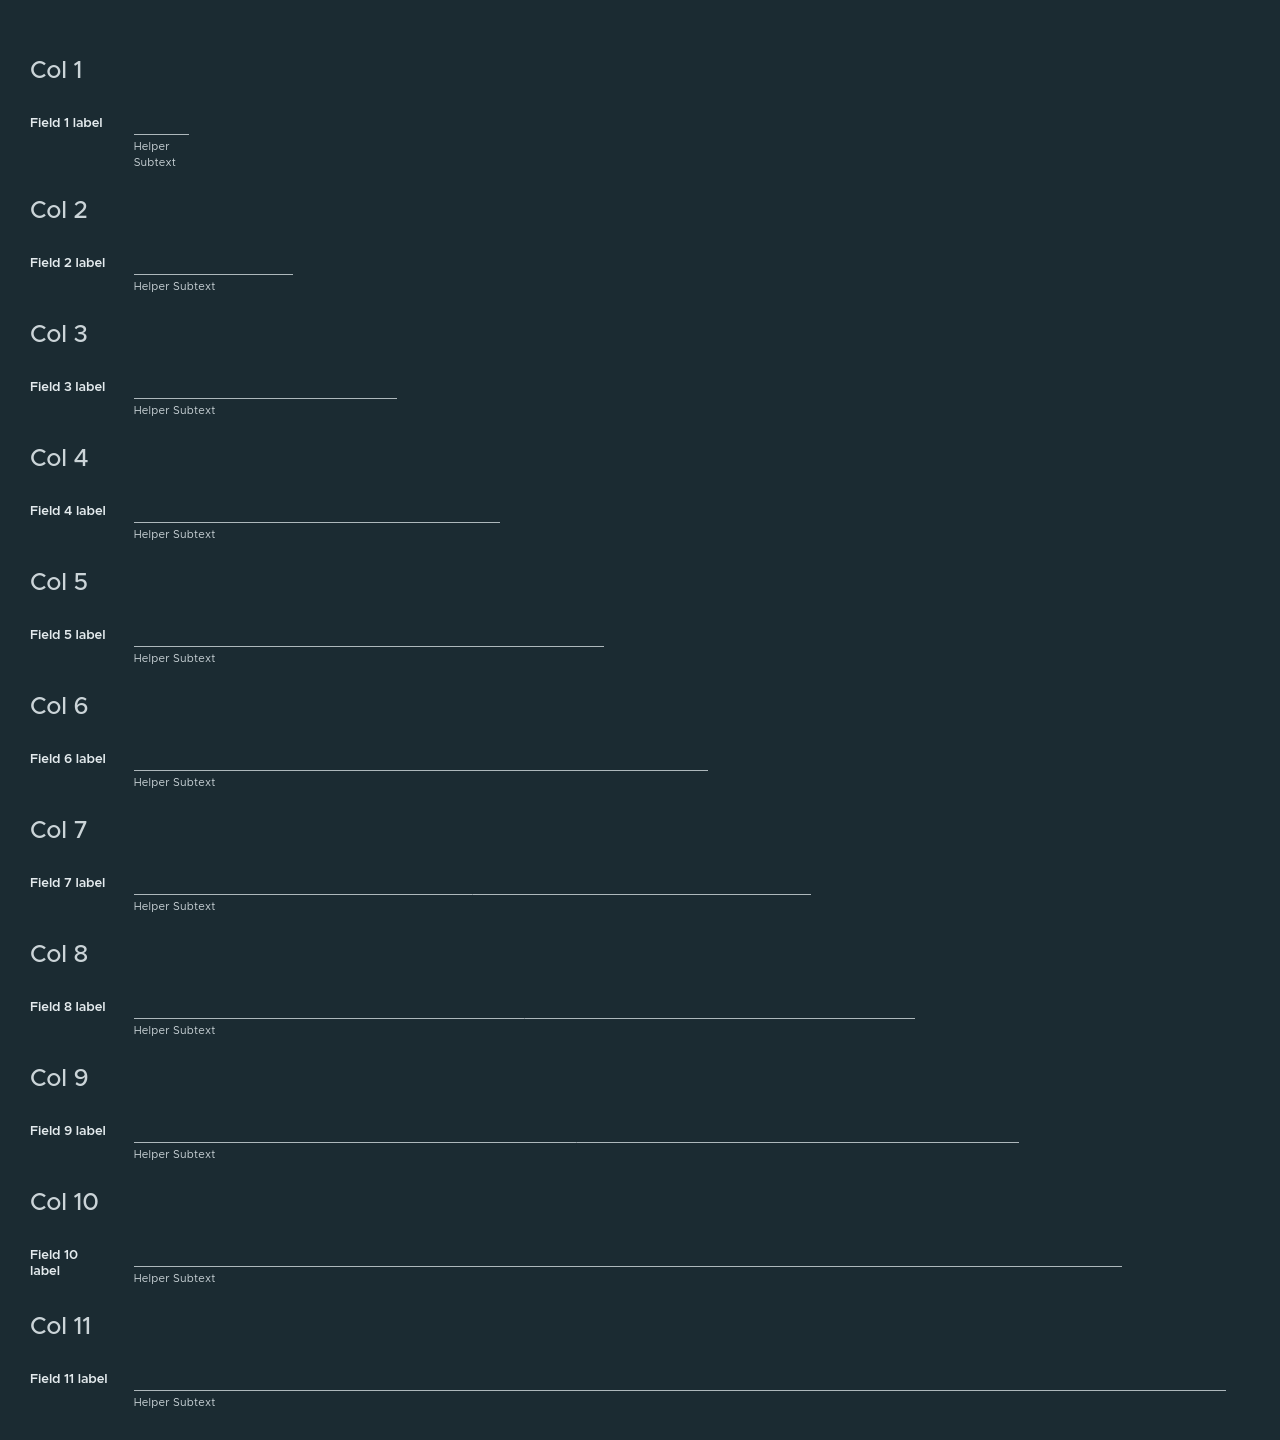 Col 1
Field 1 label
Helper
Subtext
Col 2
Field 2 label
Helper Subtext
Col 3
Field 3 label
Helper Subtext
Col 4
Field 4 label
Helper Subtext
Col 5
Field 5 label
Helper Subtext
Col 6
Field 6 label
Helper Subtext
Col 7
Field 7 label
Helper Subtext
Col 8
Field 8 label
Helper Subtext
Col 9
Field 9 label
Helper Subtext
Col 10
Field 10
label
Helper Subtext
Col 11
Field 11 label
Helper Subtext